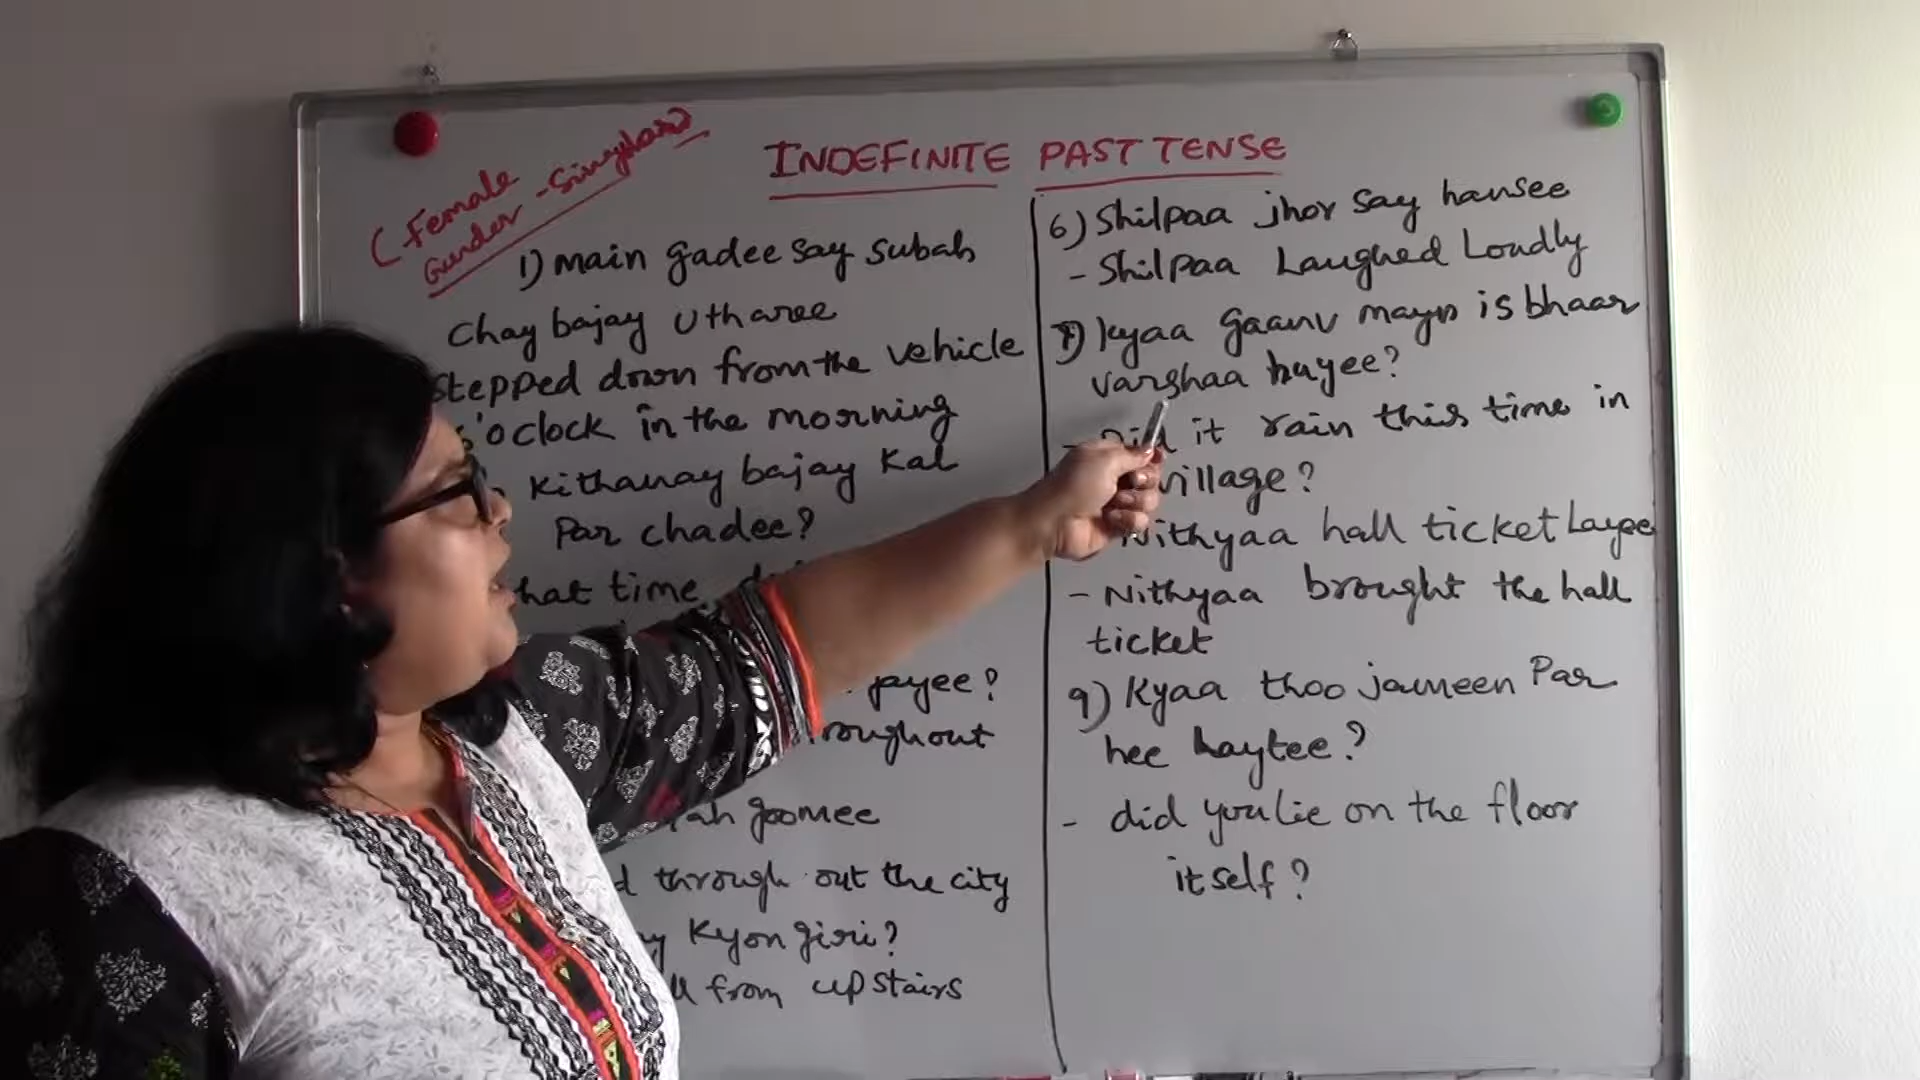 INDEFINITE PAST TENSE
(Female
Gender - Singular)
1) main gadee say subah
Chay bajay Utharee
Stepped down from the vehicle
o'clock in the morning
Kithanay bajay Kal
Par chadee?
hat time
payee?
roughout
goomee
d through out the city
Kyon giri?
from upstairs
6) Shilpaa jhor say hansee
- Shilpaa Laughed Loudly
7) Kyaa gaanv mayn is bhaar
varshaa huyee?
- Did it rain this time in
village?
Nithyaa hall ticket Layee
- Nithyaa brought the hall
ticket
9) Kyaa thoo jameen Par
hee laytee?
- did you lie on the floor
itself?